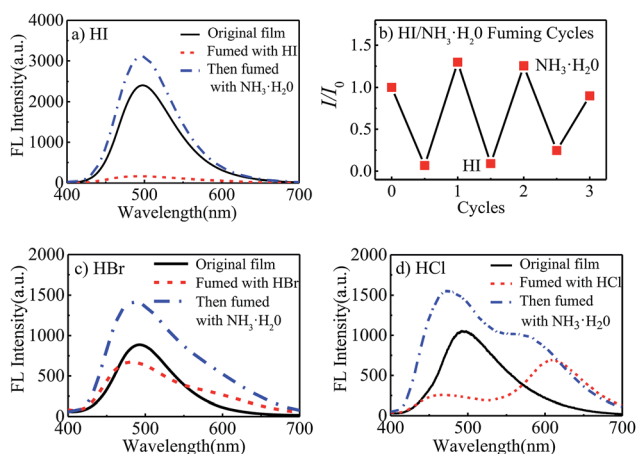 a) HI
Original film
Fumed with HI
Then fumed
with NH₃·H₂0
FL Intensity(a.u.)
4000
3000
2000
1000
0
400
500
600
700
Wavelength(nm)
b) HI/NH₃·H₂0 Fuming Cycles
NH₃·H₂0
HI
I/I₀
1.5
1.0
0.5
0.0
0
1
2
3
Cycles
c) HBr
Original film
Fumed with HBr
Then fumed
with NH₃·H₂0
FL Intensity(a.u.)
2000
1500
1000
500
0
400
500
600
700
Wavelength(nm)
d) HCl
Original film
Fumed with HCl
Then fumed
with NH₃·H₂0
FL Intensity(a.u.)
2000
1500
1000
500
0
400
500
600
700
Wavelength(nm)